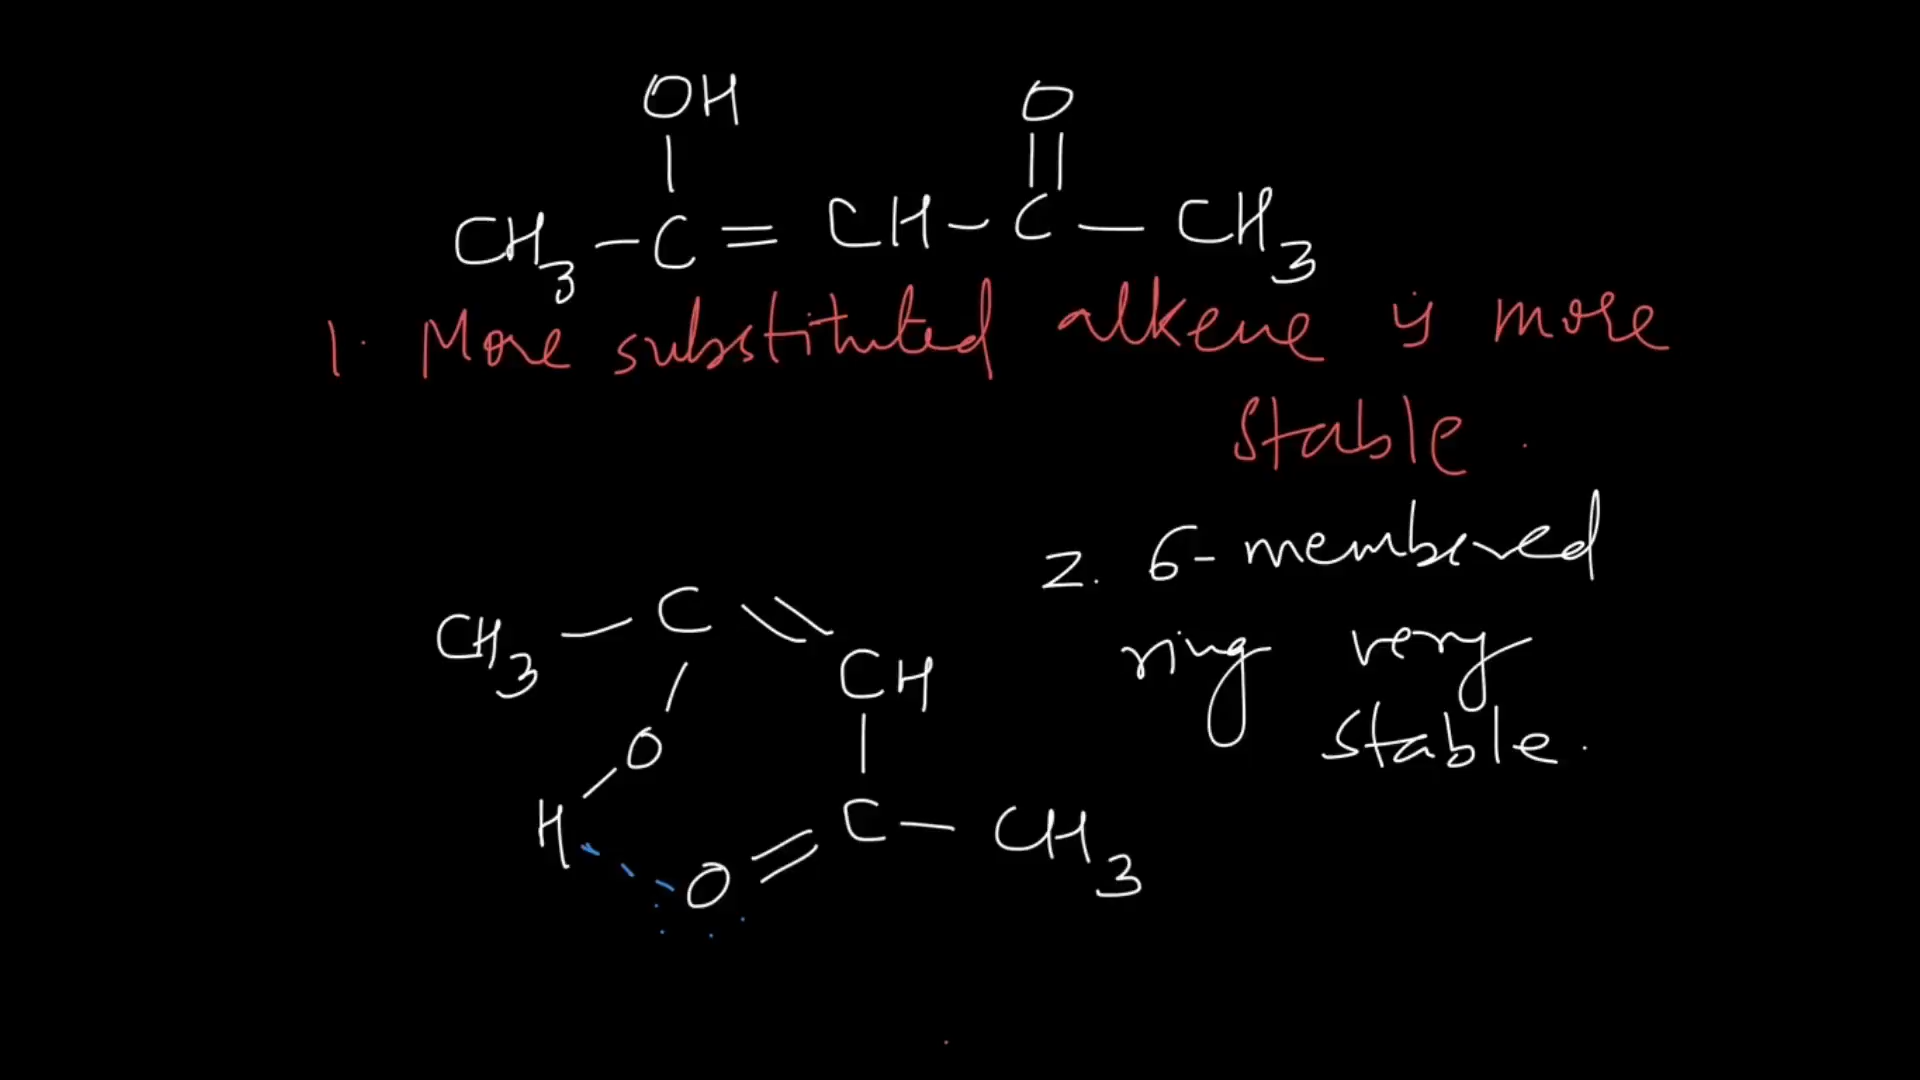 OH O
CH3 - C = CH - C - CH3
1. More substituted alkene is more
stable.
2. 6-membered
CH3 - C
CH
ring very
stable.
O
H
C - CH3
O